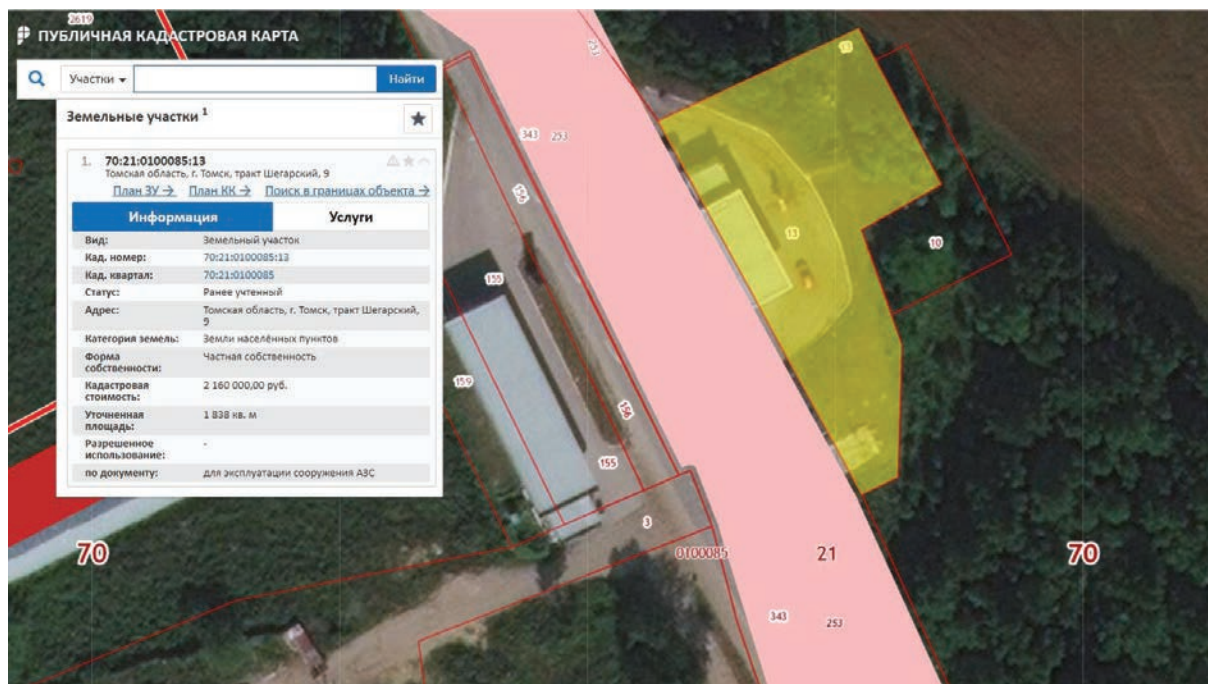 2619
ПУБЛИЧНАЯ КАДАСТРОВАЯ КАРТА
Участки
Найти
Земельные участки 1
1. 70:21:0100085:13
Томская область, г. Томск, тракт Шегарский, 9
План ЗУ → План КК → Поиск в границах объекта →
Информация Услуги
Вид: Земельный участок
Кад. номер: 70:21:0100085:13
Кад. квартал: 70:21:0100085
Статус: Ранее учтенный
Адрес: Томская область, г. Томск, тракт Шегарский,
9
Категория земель: Земли населённых пунктов
Форма Частная собственность
собственности:
Кадастровая 2 160 000,00 руб.
стоимость:
Уточненная 1 838 кв. м
площадь:
Разрешенное -
использование:
по документу: для эксплуатации сооружения АЗС
253
13
343 253
156
13
10
155
159
156
155
3
70
0100085
21
70
343
253